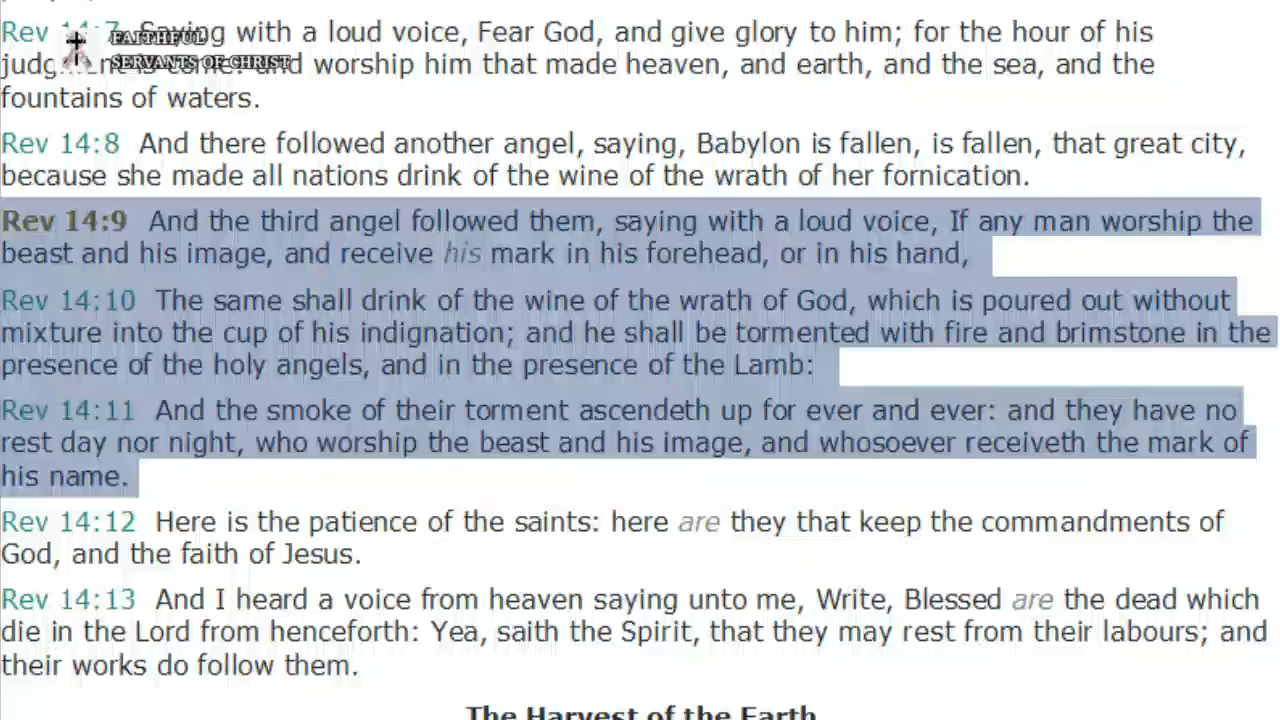 Rev 14:7 Saying with a loud voice, Fear God, and give glory to him; for the hour of his
FAITHFUL
SERVANTS OF CHRIST
judgment is come: and worship him that made heaven, and earth, and the sea, and the
fountains of waters.
Rev 14:8 And there followed another angel, saying, Babylon is fallen, is fallen, that great city,
because she made all nations drink of the wine of the wrath of her fornication.
Rev 14:9 And the third angel followed them, saying with a loud voice, If any man worship the
beast and his image, and receive his mark in his forehead, or in his hand,
Rev 14:10 The same shall drink of the wine of the wrath of God, which is poured out without
mixture into the cup of his indignation; and he shall be tormented with fire and brimstone in the
presence of the holy angels, and in the presence of the Lamb:
Rev 14:11 And the smoke of their torment ascendeth up for ever and ever: and they have no
rest day nor night, who worship the beast and his image, and whosoever receiveth the mark of
his name.
Rev 14:12 Here is the patience of the saints: here are they that keep the commandments of
God, and the faith of Jesus.
Rev 14:13 And I heard a voice from heaven saying unto me, Write, Blessed are the dead which
die in the Lord from henceforth: Yea, saith the Spirit, that they may rest from their labours; and
their works do follow them.
The Harvest of the Earth